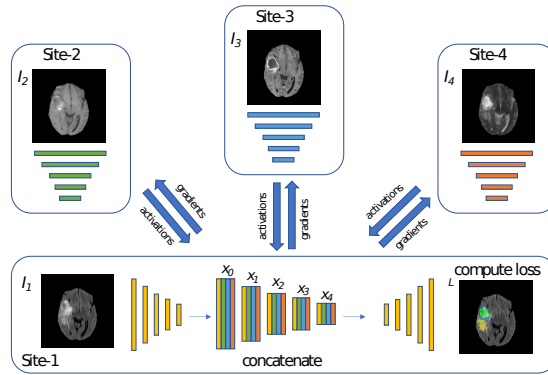 Site-3
I3
Site-2
I2
Site-4
I4
gradients
activations
activations
gradients
activations
gradients
I1
x0
x1
x2
x3
x4
compute loss
L
Site-1
concatenate